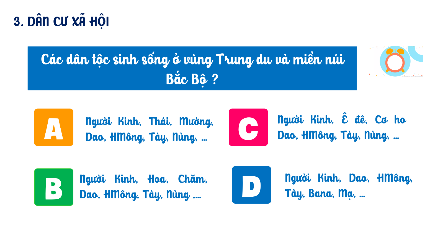 3. DÂN CƯ XÃ HỘI
Các dân tộc sinh sống ở vùng Trung du và miền núi
Bắc Bộ ?
A
Người Kinh, Thái, Mường,
Dao, HMông, Tày, Nùng, ...
C
Người Kinh, Ê đê, Cơ ho
Dao, HMông, Tày, Nùng, ...
B
Người Kinh, Hoa, Chăm,
Dao, HMông, Tày, Nùng ....
D
Người Kinh, Dao, HMông,
Tày, Bana, Mạ, ...